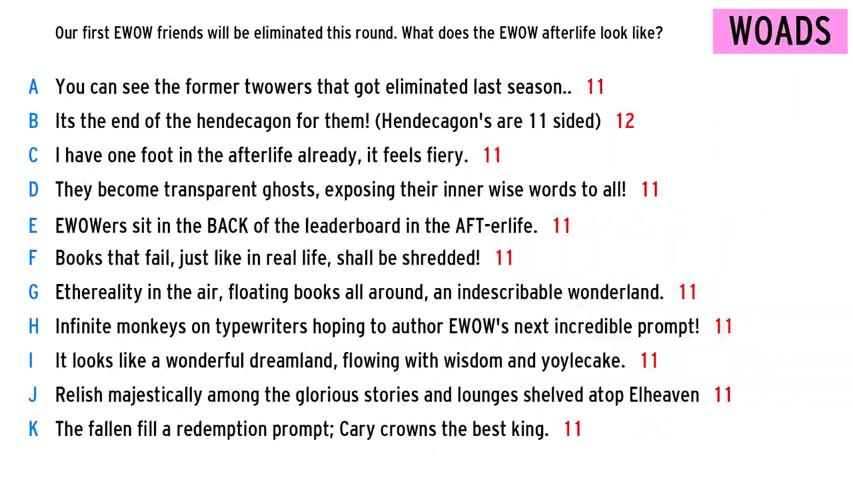 Our first EWOW friends will be eliminated this round. What does the EWOW afterlife look like?
WOADS
A You can see the former twowers that got eliminated last season.. 11
B Its the end of the hendecagon for them! (Hendecagon's are 11 sided) 12
C I have one foot in the afterlife already, it feels fiery. 11
D They become transparent ghosts, exposing their inner wise words to all! 11
E EWOWers sit in the BACK of the leaderboard in the AFT-erlife. 11
F Books that fail, just like in real life, shall be shredded! 11
G Ethereality in the air, floating books all around, an indescribable wonderland. 11
H Infinite monkeys on typewriters hoping to author EWOW's next incredible prompt! 11
I It looks like a wonderful dreamland, flowing with wisdom and yoylecake. 11
J Relish majestically among the glorious stories and lounges shelved atop Elheaven 11
K The fallen fill a redemption prompt; Cary crowns the best king. 11